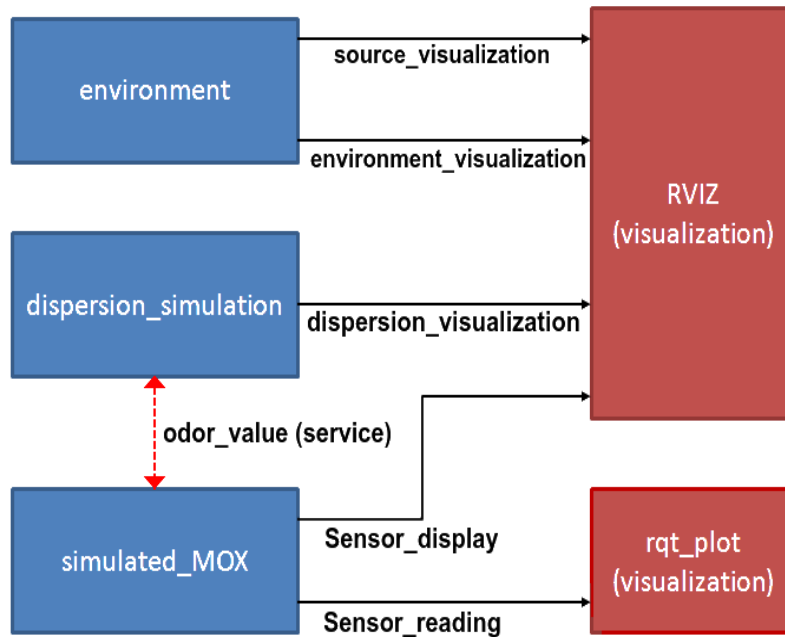 environment
source_visualization
environment_visualization
RVIZ
(visualization)
dispersion_simulation
dispersion_visualization
odor_value (service)
simulated_MOX
Sensor_display
Sensor_reading
rqt_plot
(visualization)